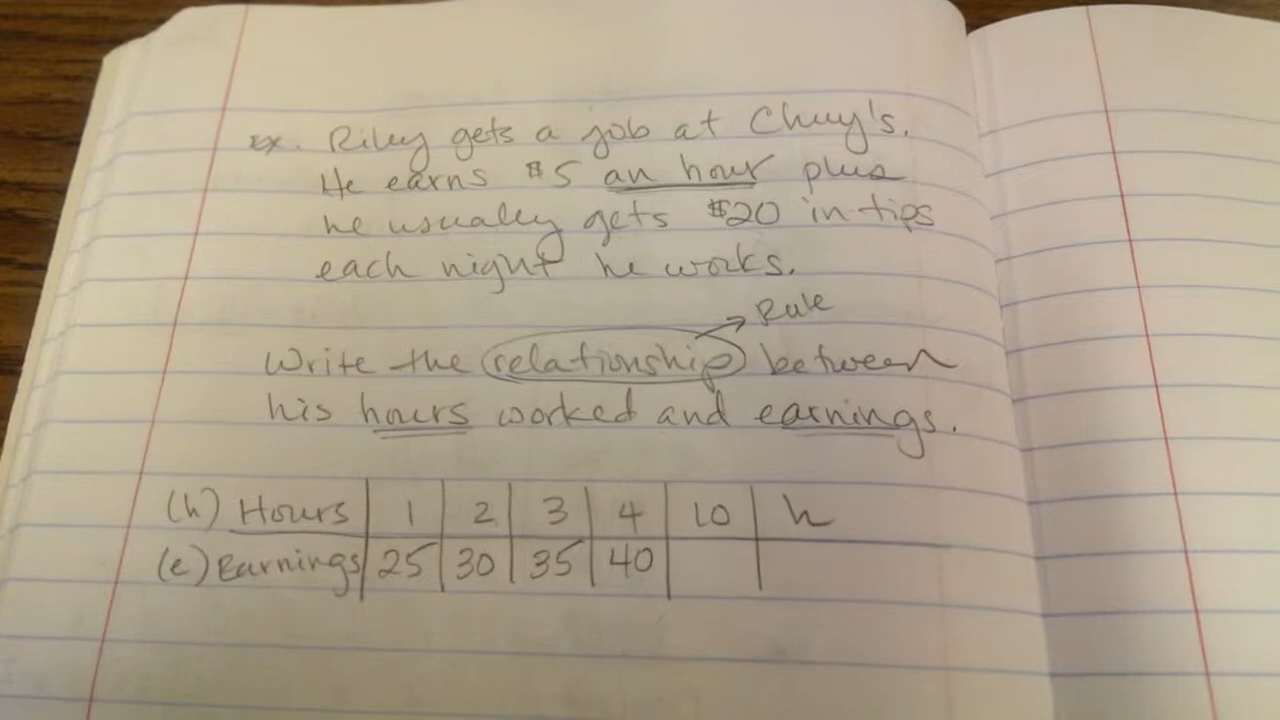 ex. Riley gets a job at Chuy's.
He earns $5 an hour plus
he usually gets $20 in tips
each night he works.
Rule
Write the relationship between
his hours worked and earnings.
(h) Hours 1 2 3 4 10 h
(e) Earnings 25 30 35 40